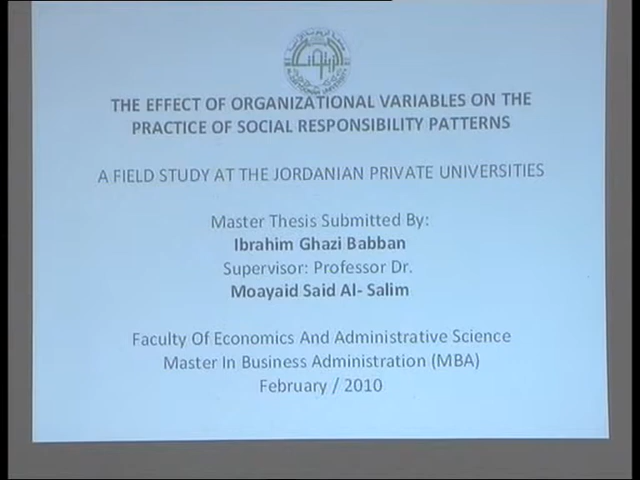 THE EFFECT OF ORGANIZATIONAL VARIABLES ON THE
PRACTICE OF SOCIAL RESPONSIBILITY PATTERNS
A FIELD STUDY AT THE JORDANIAN PRIVATE UNIVERSITIES
Master Thesis Submitted By:
Ibrahim Ghazi Babban
Supervisor: Professor Dr.
Moayaid Said Al- Salim
Faculty Of Economics And Administrative Science
Master In Business Administration (MBA)
February / 2010